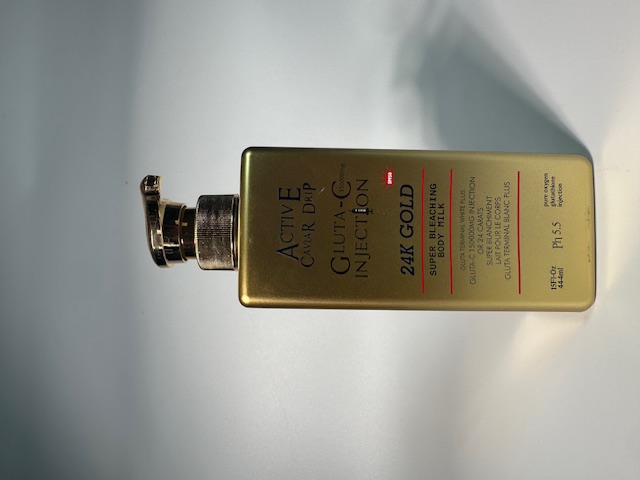 ACTIVE
CAVIAR DRIP
GLUTA-C 150000mg
INJECTION
SPF50
24K GOLD
SUPER BLEACHING
BODY MILK
GLUTA TERMINAL WHITE PLUS
GLUTA-C 150000MG INJECTION
OR 24 CARATS
SUPER BLANCHIMENT
LAIT POUR LE CORPS
GLUTA TERMINAL BLANC PLUS
15Fl-Oz
444ml
Ph 5.5
pure oxygen
glutathione
injection